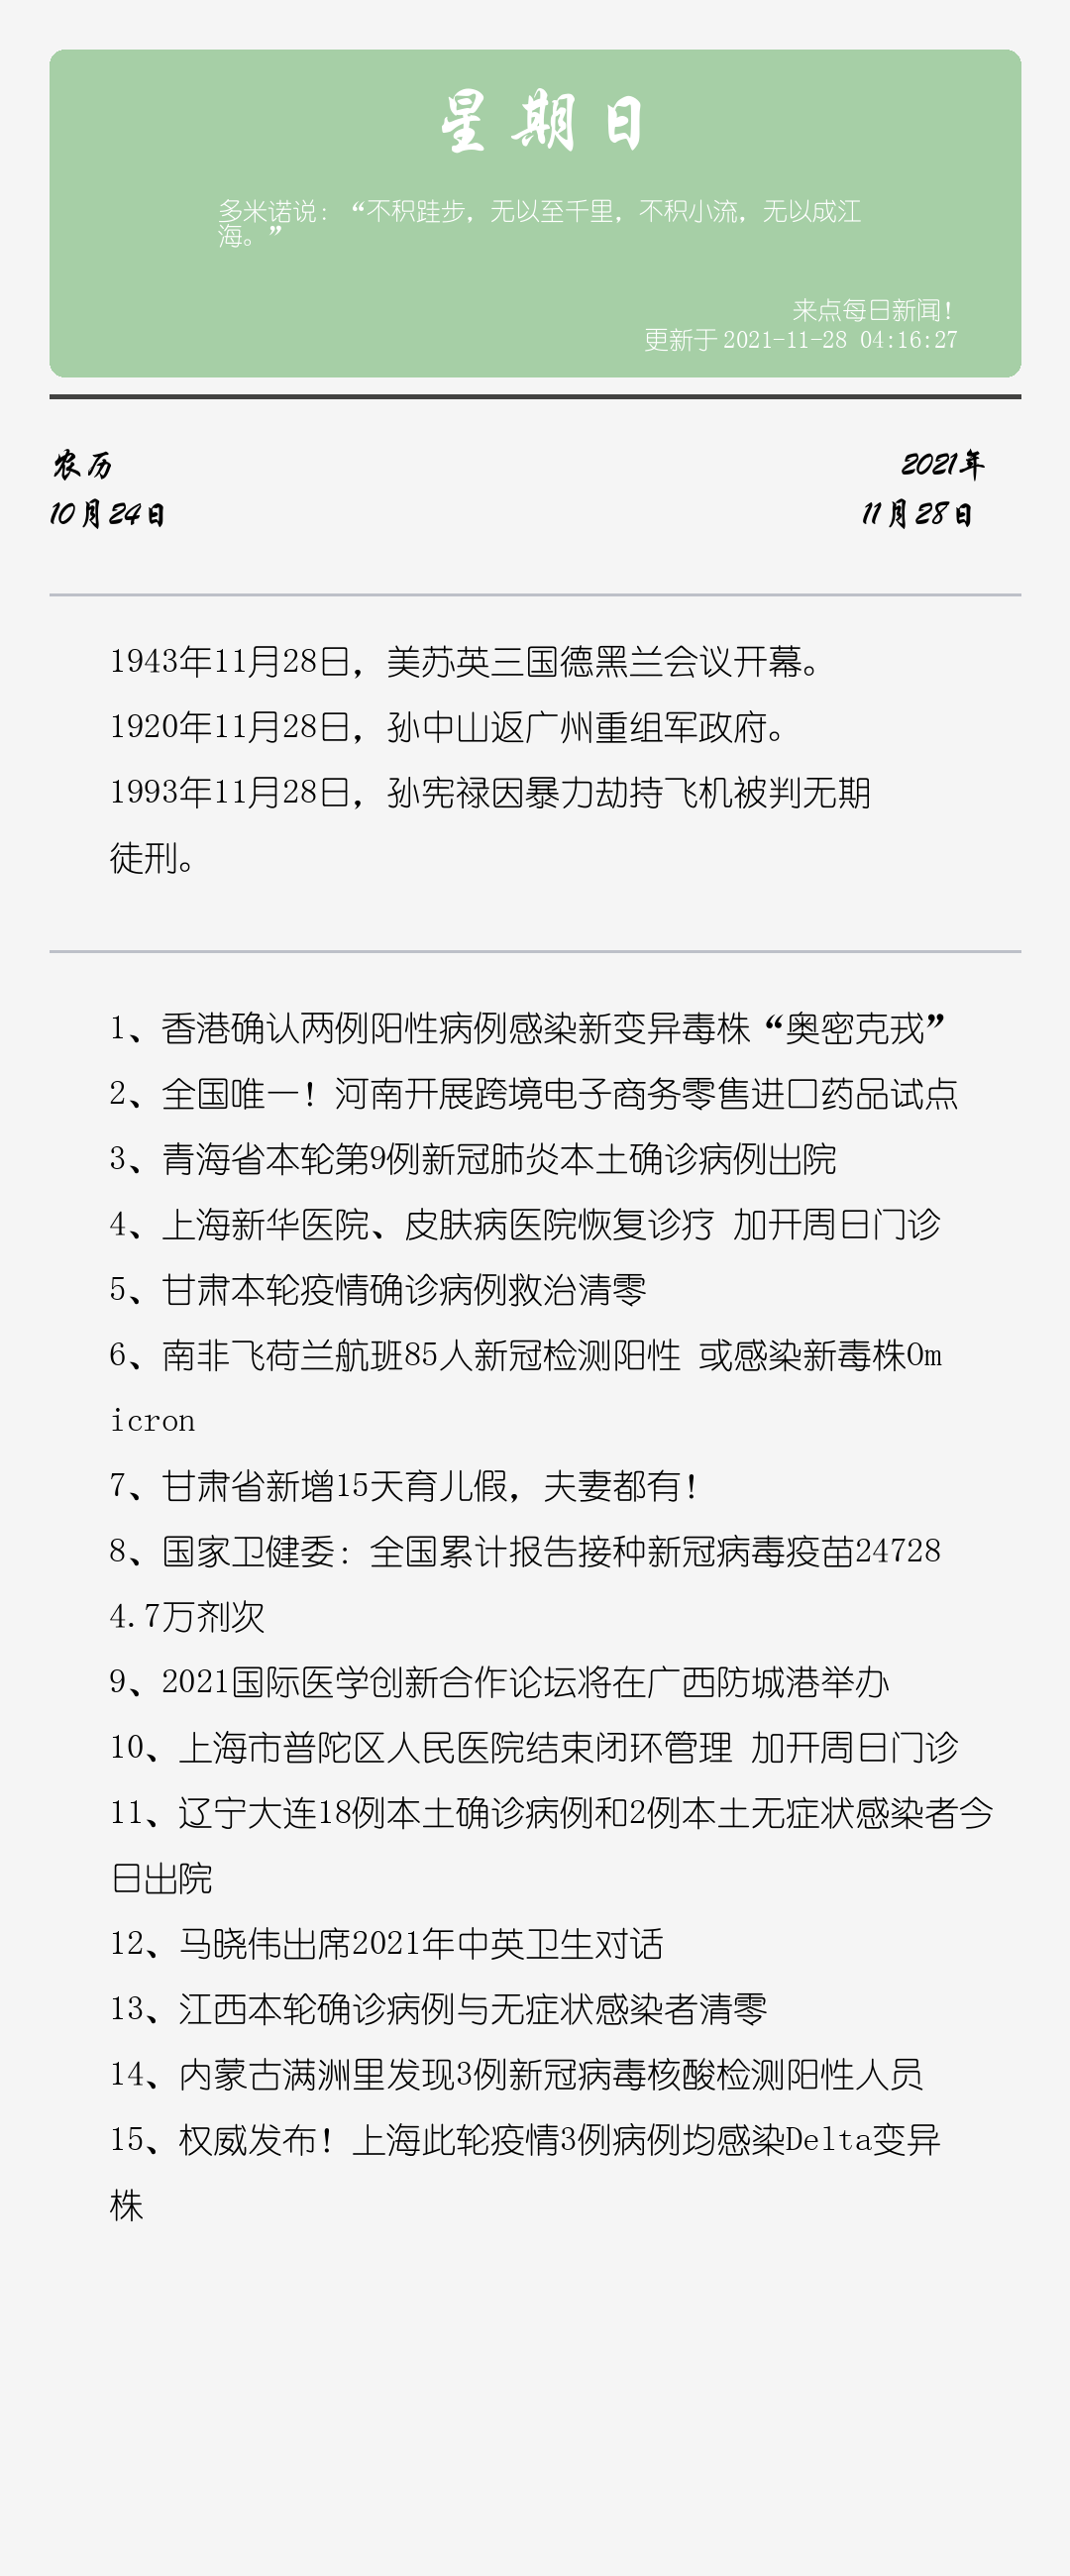 星期日
多米诺说：“不积跬步，无以至千里，不积小流，无以成江
海。”
来点每日新闻！
更新于 2021-11-28 04:16:27
农历
2021年
10月24日
11月28日
1943年11月28日，美苏英三国德黑兰会议开幕。
1920年11月28日，孙中山返广州重组军政府。
1993年11月28日，孙宪禄因暴力劫持飞机被判无期
徒刑。
1、香港确认两例阳性病例感染新变异毒株“奥密克戎”
2、全国唯一！河南开展跨境电子商务零售进口药品试点
3、青海省本轮第9例新冠肺炎本土确诊病例出院
4、上海新华医院、皮肤病医院恢复诊疗 加开周日门诊
5、甘肃本轮疫情确诊病例救治清零
6、南非飞荷兰航班85人新冠检测阳性 或感染新毒株Om
icron
7、甘肃省新增15天育儿假，夫妻都有！
8、国家卫健委：全国累计报告接种新冠病毒疫苗24728
4.7万剂次
9、2021国际医学创新合作论坛将在广西防城港举办
10、上海市普陀区人民医院结束闭环管理 加开周日门诊
11、辽宁大连18例本土确诊病例和2例本土无症状感染者今
日出院
12、马晓伟出席2021年中英卫生对话
13、江西本轮确诊病例与无症状感染者清零
14、内蒙古满洲里发现3例新冠病毒核酸检测阳性人员
15、权威发布！上海此轮疫情3例病例均感染Delta变异
株